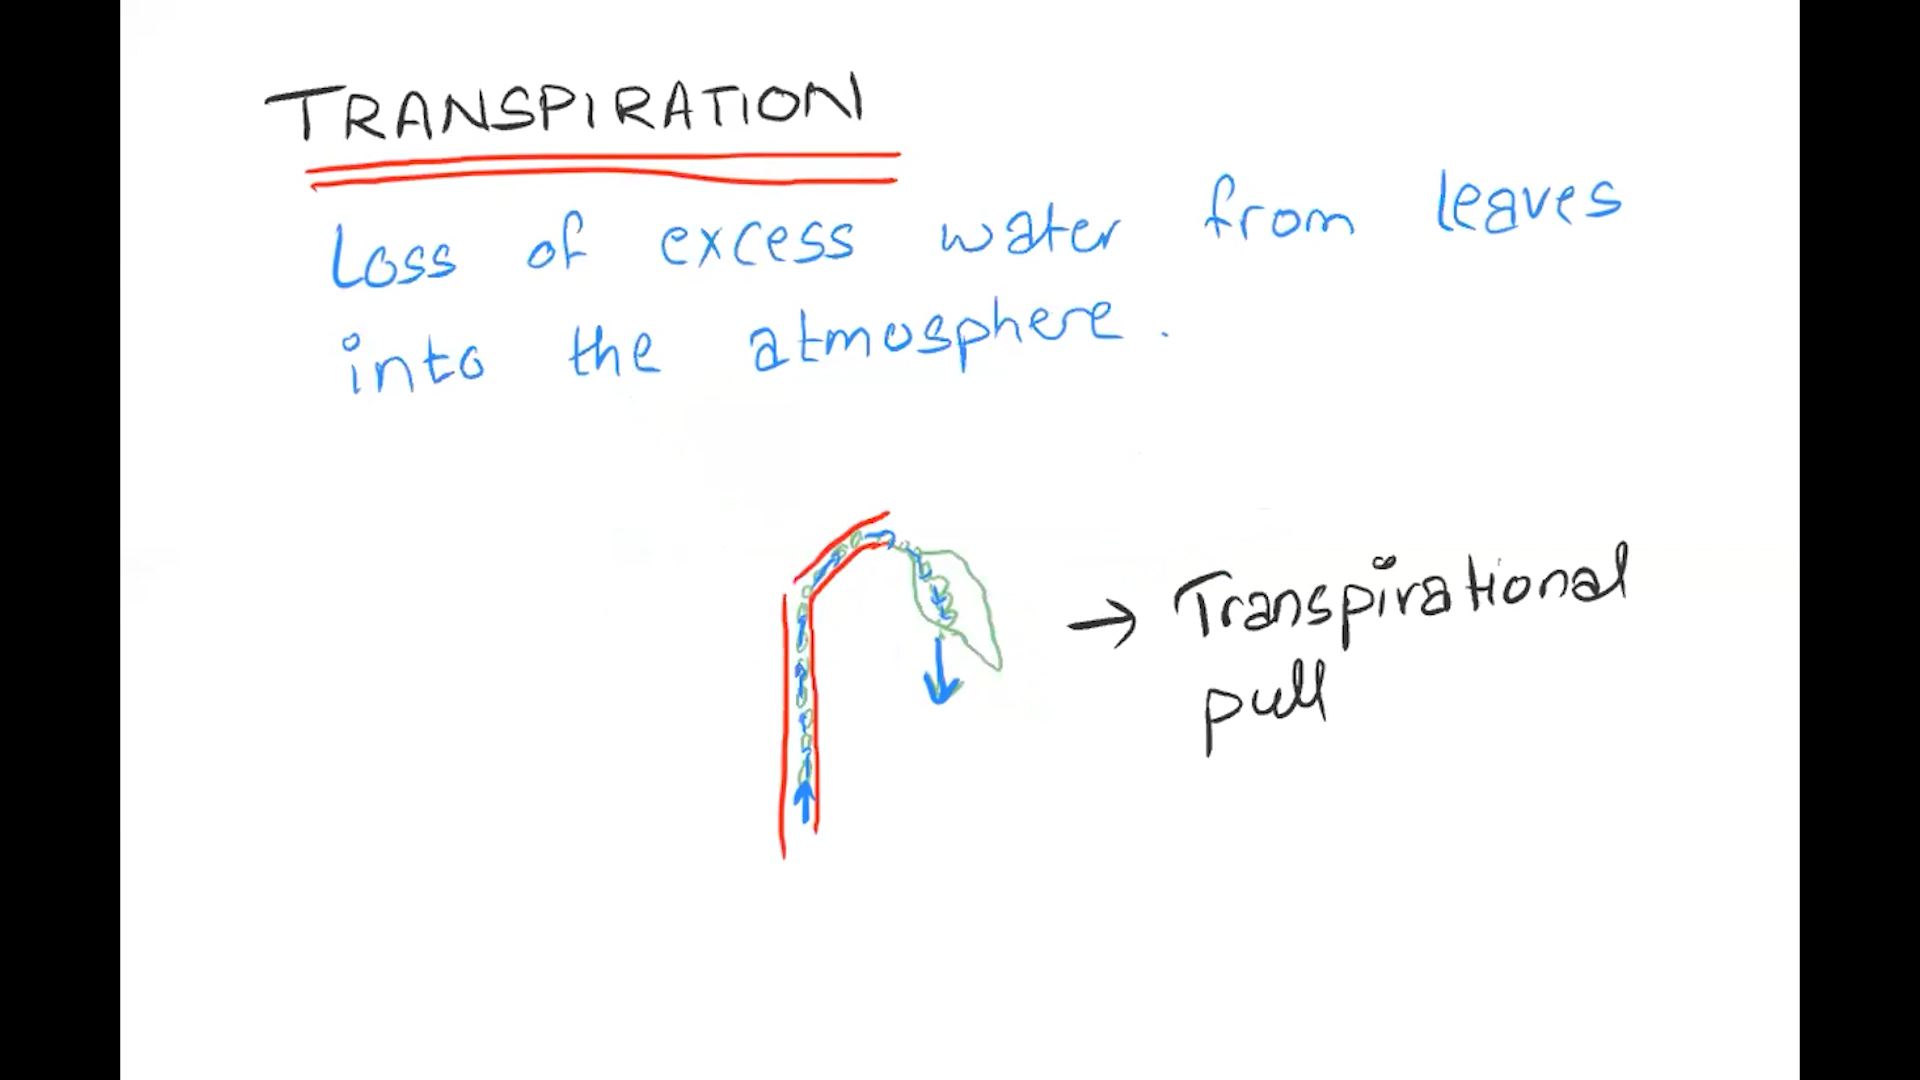 TRANSPIRATION
Loss of excess water from leaves
into the atmosphere.
→ Transpirational
pull